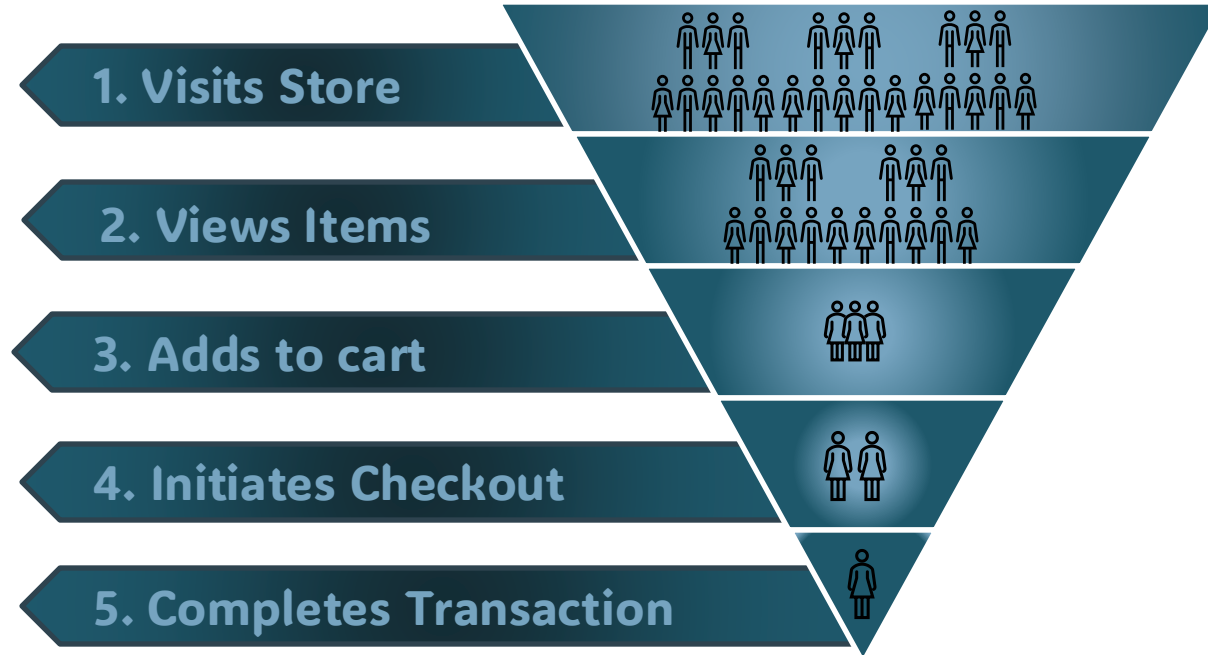 1. Visits Store
2. Views Items
3. Adds to cart
4. Initiates Checkout
5. Completes Transaction